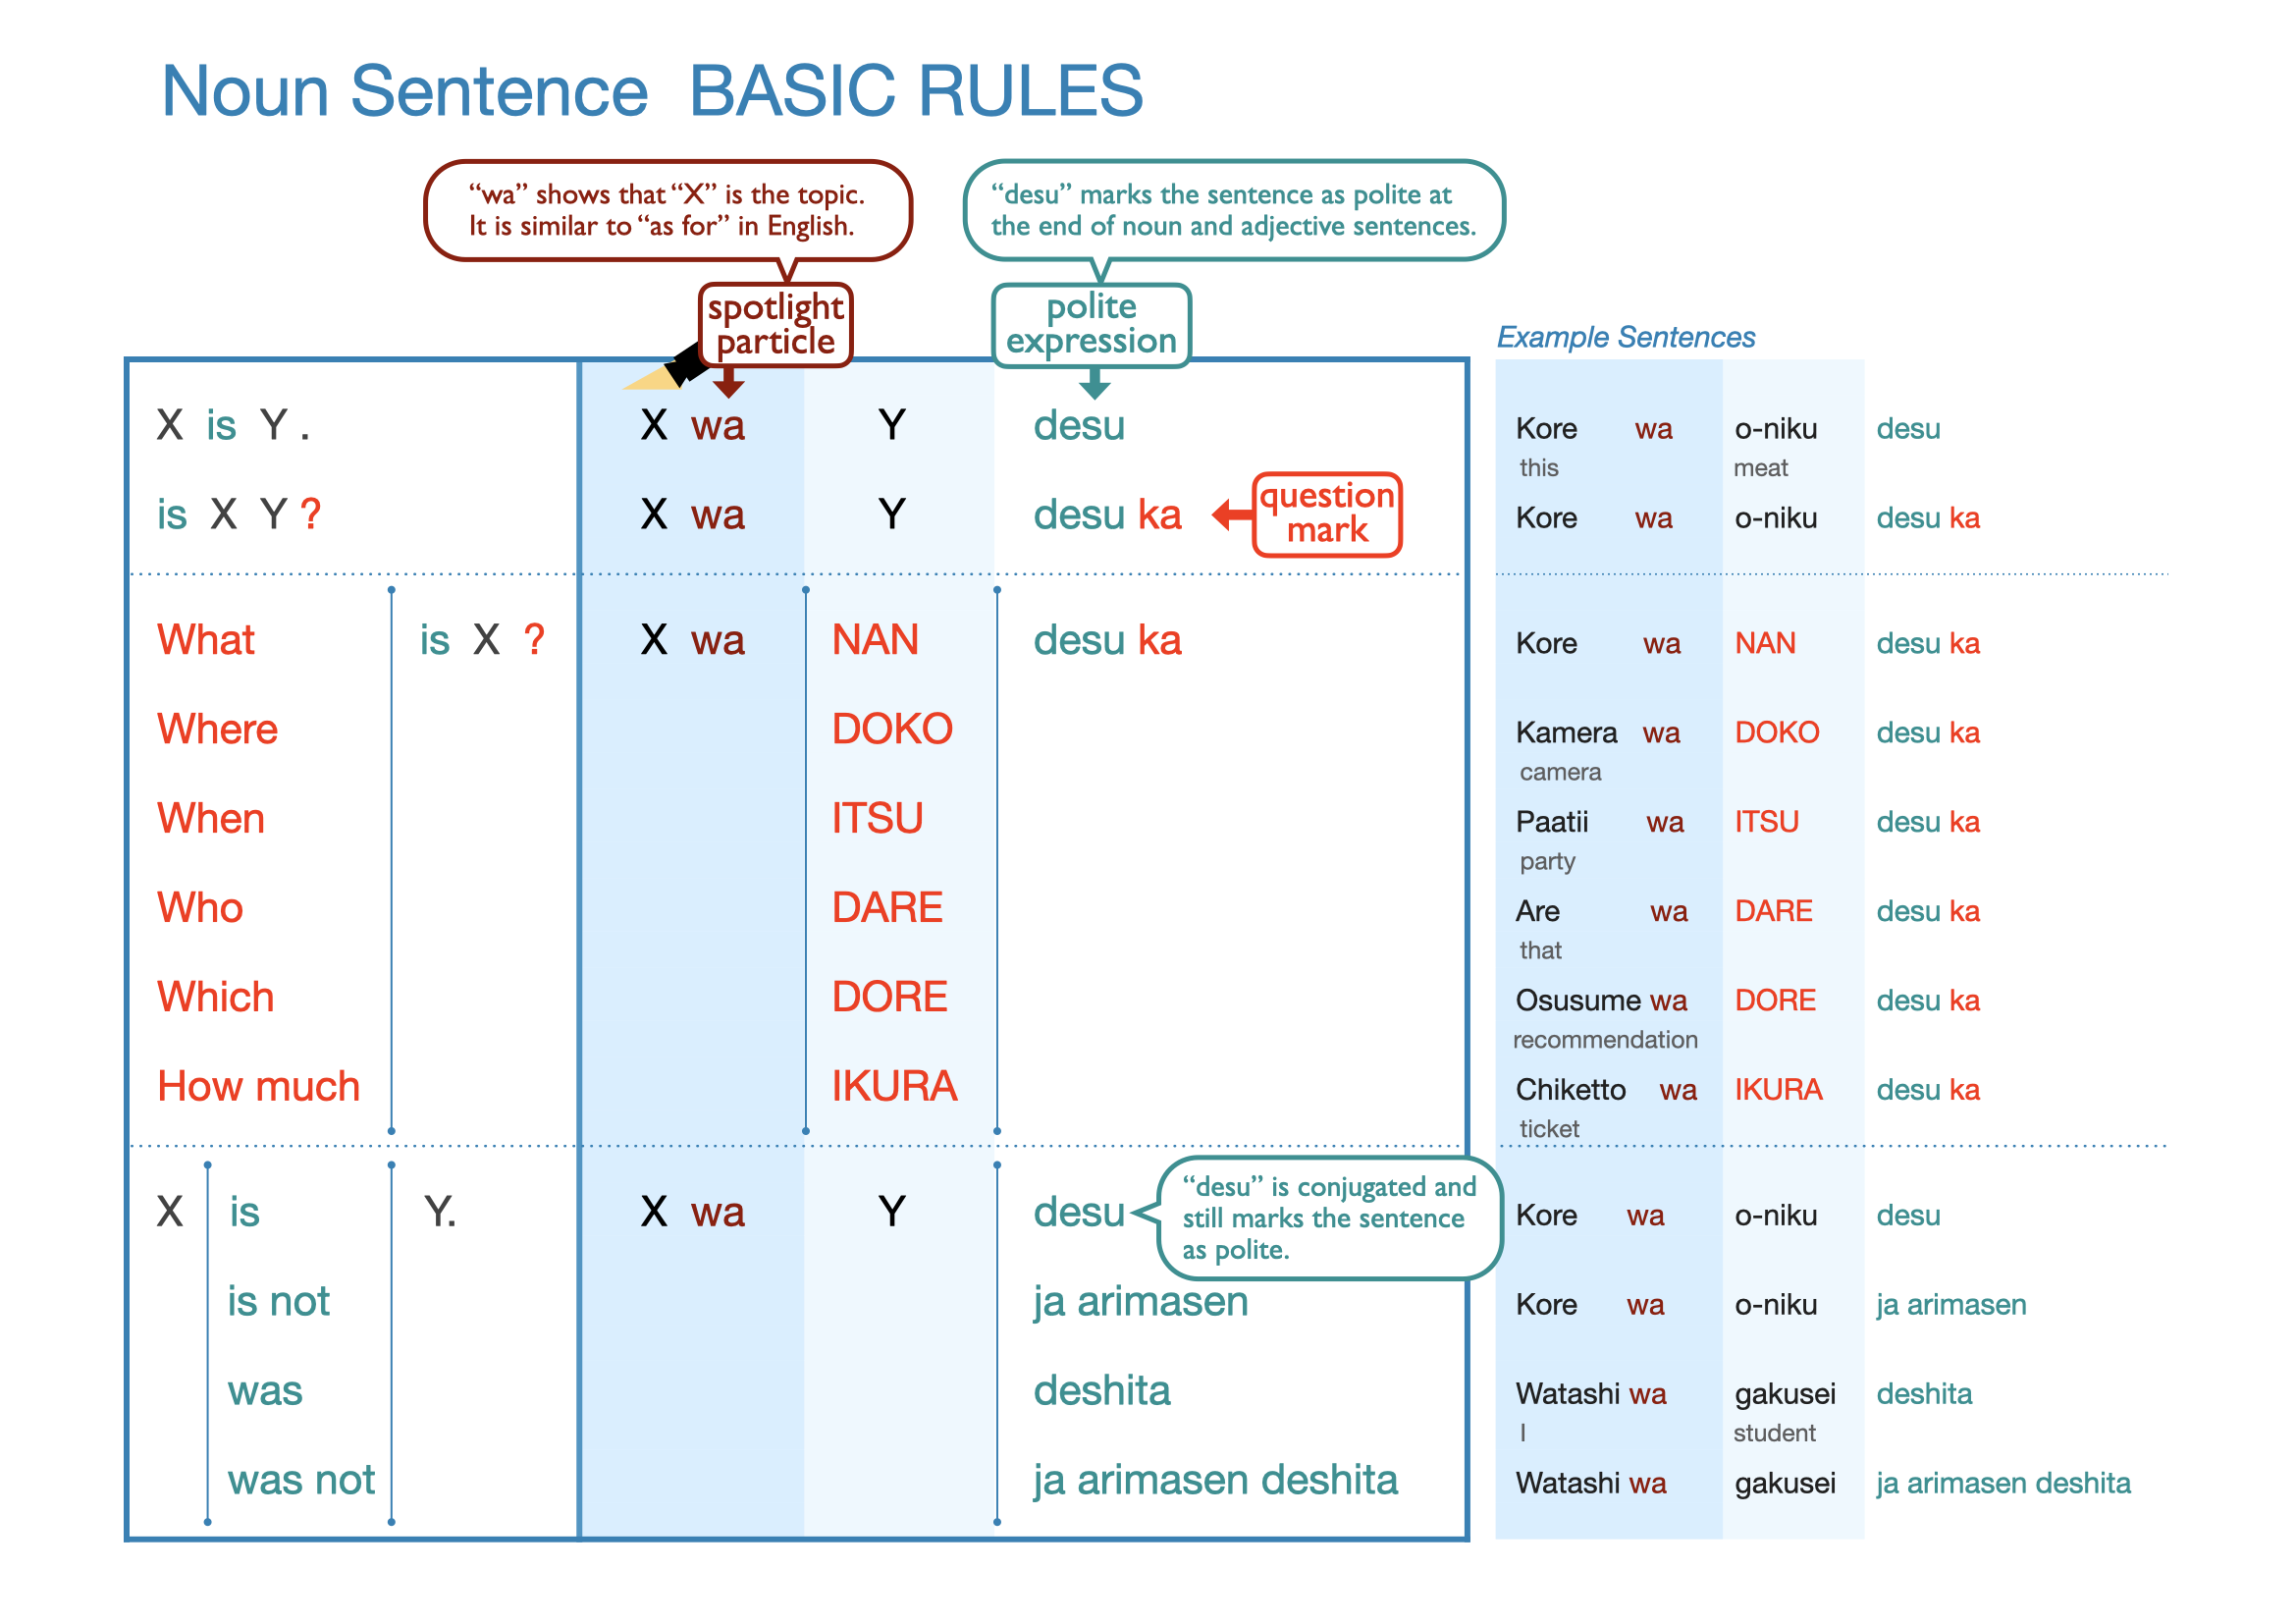 Noun Sentence BASIC RULES
“wa” shows that “X” is the topic.
It is similar to “as for” in English.
“desu” marks the sentence as polite at
the end of noun and adjective sentences.
spotlight
particle
polite
expression
Example Sentences
X is Y . X wa Y desu
Kore wa o-niku desu
this meat
is X Y ? X wa Y desu ka
question
mark
Kore wa o-niku desu ka
What is X ? X wa NAN desu ka
Kore wa NAN desu ka
Where DOKO
Kamera wa DOKO desu ka
camera
When ITSU
Paatii wa ITSU desu ka
party
Who DARE
Are wa DARE desu ka
that
Which DORE
Osusume wa DORE desu ka
recommendation
How much IKURA
Chiketto wa IKURA desu ka
ticket
X is Y. X wa Y desu
“desu” is conjugated and
still marks the sentence
as polite.
Kore wa o-niku desu
is not ja arimasen
Kore wa o-niku ja arimasen
was deshita
Watashi wa gakusei deshita
I student
was not ja arimasen deshita
Watashi wa gakusei ja arimasen deshita